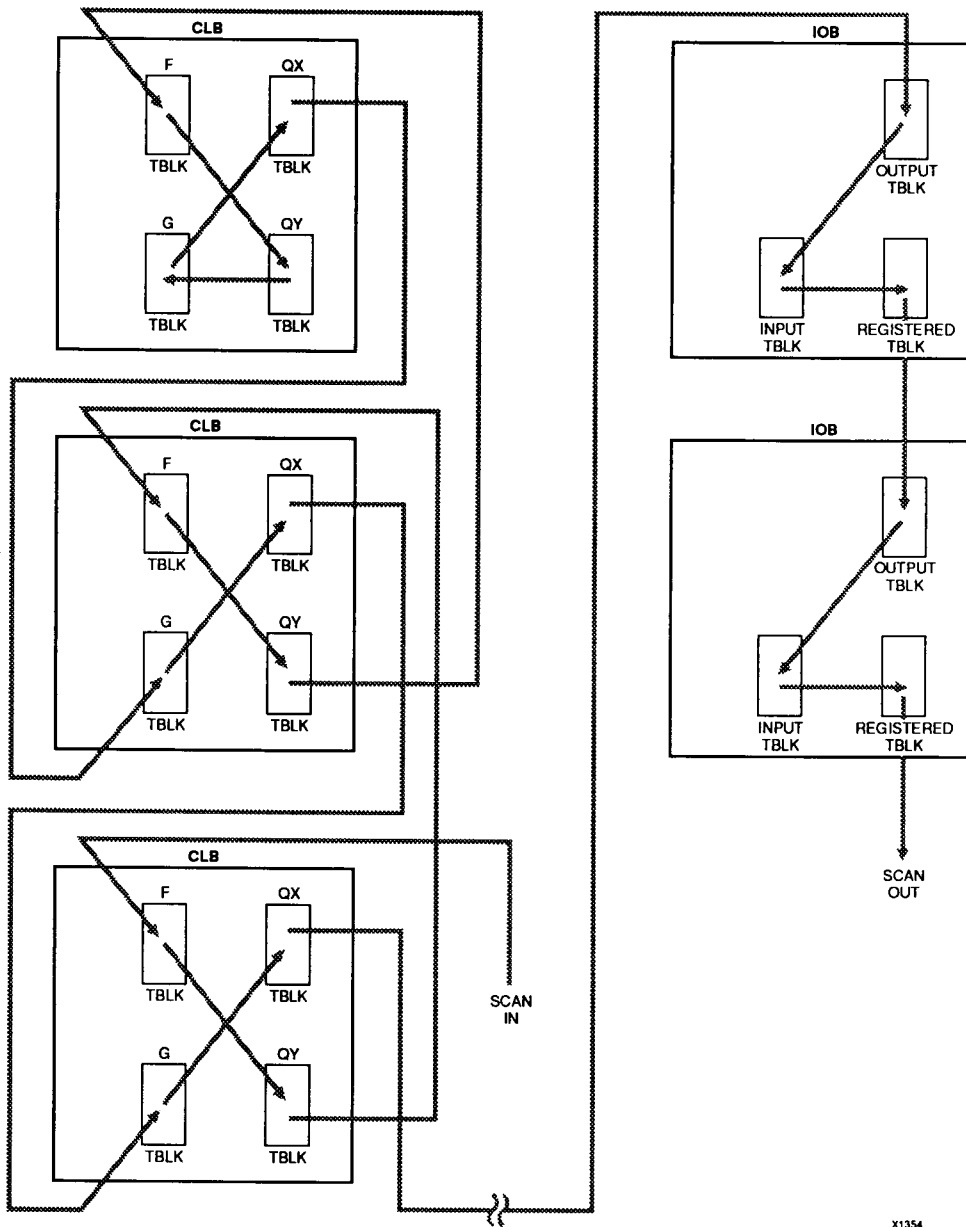 CLB
F
QX
TBLK
TBLK
G
QY
TBLK
TBLK
CLB
F
QX
TBLK
TBLK
G
QY
TBLK
TBLK
CLB
F
QX
TBLK
TBLK
G
QY
TBLK
TBLK
SCAN
IN
IOB
OUTPUT
TBLK
INPUT
TBLK
REGISTERED
TBLK
IOB
OUTPUT
TBLK
INPUT
TBLK
REGISTERED
TBLK
SCAN
OUT
X1354